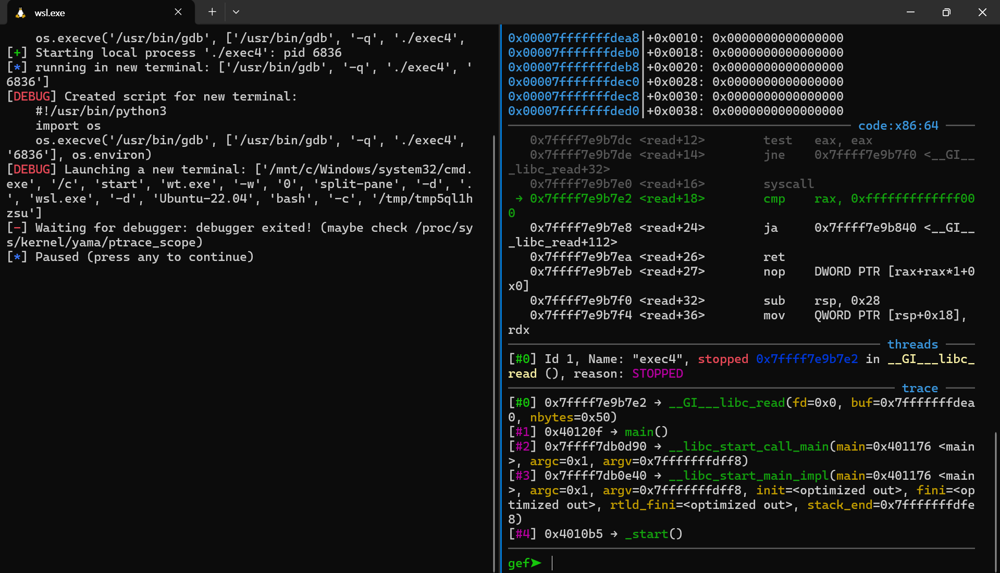 wsl.exe
os.execve('/usr/bin/gdb', ['/usr/bin/gdb', '-q', './exec4',
[+] Starting local process './exec4': pid 6836
[*] running in new terminal: ['/usr/bin/gdb', '-q', './exec4', '
6836']
[DEBUG] Created script for new terminal:
#!/usr/bin/python3
import os
os.execve('/usr/bin/gdb', ['/usr/bin/gdb', '-q', './exec4',
'6836'], os.environ)
[DEBUG] Launching a new terminal: ['/mnt/c/Windows/system32/cmd.
exe', '/c', 'start', 'wt.exe', '-w', '0', 'split-pane', '-d', '.
', 'wsl.exe', '-d', 'Ubuntu-22.04', 'bash', '-c', '/tmp/tmp5ql1h
zsu']
[-] Waiting for debugger: debugger exited! (maybe check /proc/sy
s/kernel/yama/ptrace_scope)
[*] Paused (press any to continue)
0x00007fffffffdea8│+0x0010: 0x0000000000000000
0x00007fffffffdeb0│+0x0018: 0x0000000000000000
0x00007fffffffdeb8│+0x0020: 0x0000000000000000
0x00007fffffffdec0│+0x0028: 0x0000000000000000
0x00007fffffffdec8│+0x0030: 0x0000000000000000
0x00007fffffffded0│+0x0038: 0x0000000000000000
code:x86:64
0x7ffff7e9b7dc <read+12> test eax, eax
0x7ffff7e9b7de <read+14> jne 0x7ffff7e9b7f0 <__GI__
_libc_read+32>
0x7ffff7e9b7e0 <read+16> syscall
→ 0x7ffff7e9b7e2 <read+18> cmp rax, 0xfffffffffffff00
0
0x7ffff7e9b7e8 <read+24> ja 0x7ffff7e9b840 <__GI__
_libc_read+112>
0x7ffff7e9b7ea <read+26> ret
0x7ffff7e9b7eb <read+27> nop DWORD PTR [rax+rax*1+0
x0]
0x7ffff7e9b7f0 <read+32> sub rsp, 0x28
0x7ffff7e9b7f4 <read+36> mov QWORD PTR [rsp+0x18],
rdx
threads
[#0] Id 1, Name: "exec4", stopped 0x7ffff7e9b7e2 in __GI___libc_
read (), reason: STOPPED
trace
[#0] 0x7ffff7e9b7e2 → __GI___libc_read(fd=0x0, buf=0x7fffffffdea
0, nbytes=0x50)
[#1] 0x40120f → main()
[#2] 0x7ffff7db0d90 → __libc_start_call_main(main=0x401176 <main
>, argc=0x1, argv=0x7fffffffdff8)
[#3] 0x7ffff7db0e40 → __libc_start_main_impl(main=0x401176 <main
>, argc=0x1, argv=0x7fffffffdff8, init=<optimized out>, fini=<op
timized out>, rtld_fini=<optimized out>, stack_end=0x7fffffffdfe
8)
[#4] 0x4010b5 → _start()
gef➤